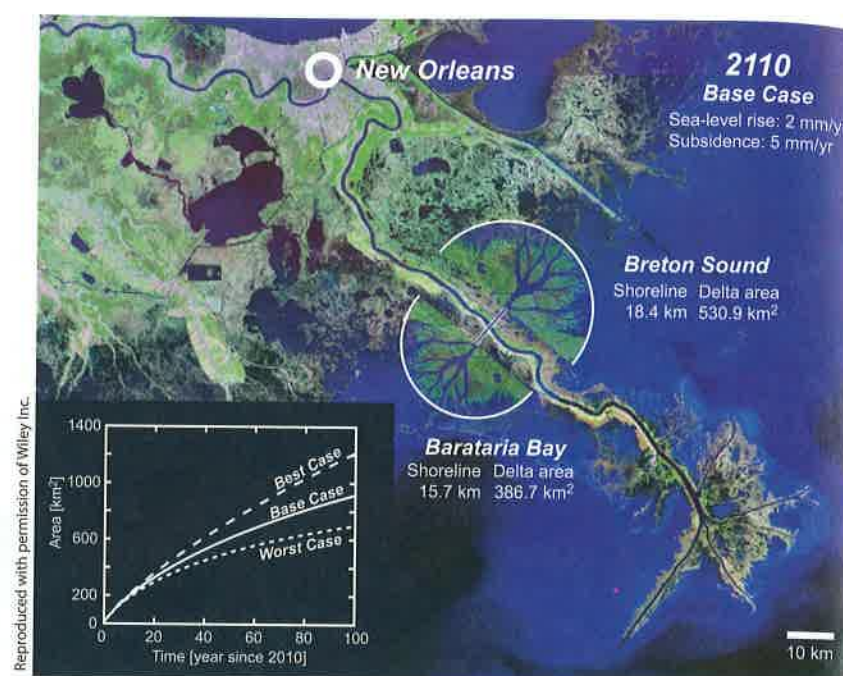 New Orleans
2110
Base Case
Sea-level rise: 2 mm/y
Subsidence: 5 mm/yr
Breton Sound
Shoreline Delta area
18.4 km 530.9 km²
Barataria Bay
Shoreline Delta area
15.7 km 386.7 km²
Reproduced with permission of Wiley Inc.
1400
1000
600
200
0
Area [km²]
Best Case
Base Case
Worst Case
0 20 40 60 80 100
Time [year since 2010]
10 km